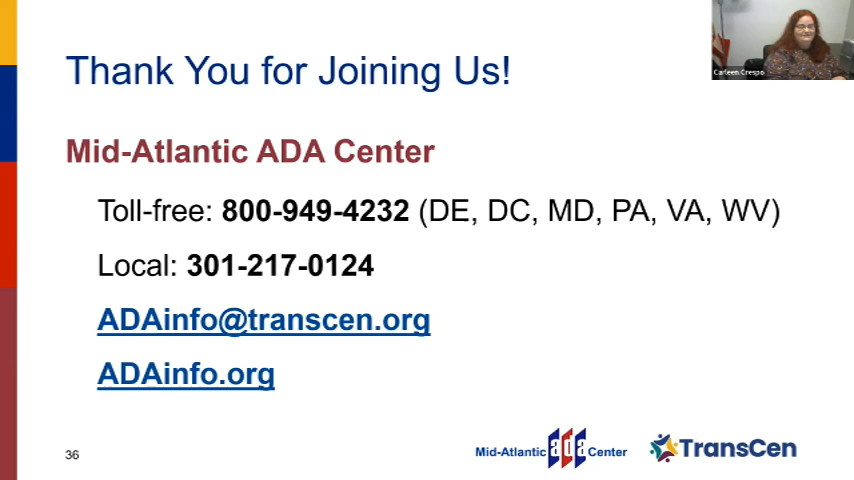 Thank You for Joining Us!
Carleen Crespo
Mid-Atlantic ADA Center
Toll-free: 800-949-4232 (DE, DC, MD, PA, VA, WV)
Local: 301-217-0124
ADAinfo@transcen.org
ADAinfo.org
36
Mid-Atlantic ada Center
TransCen